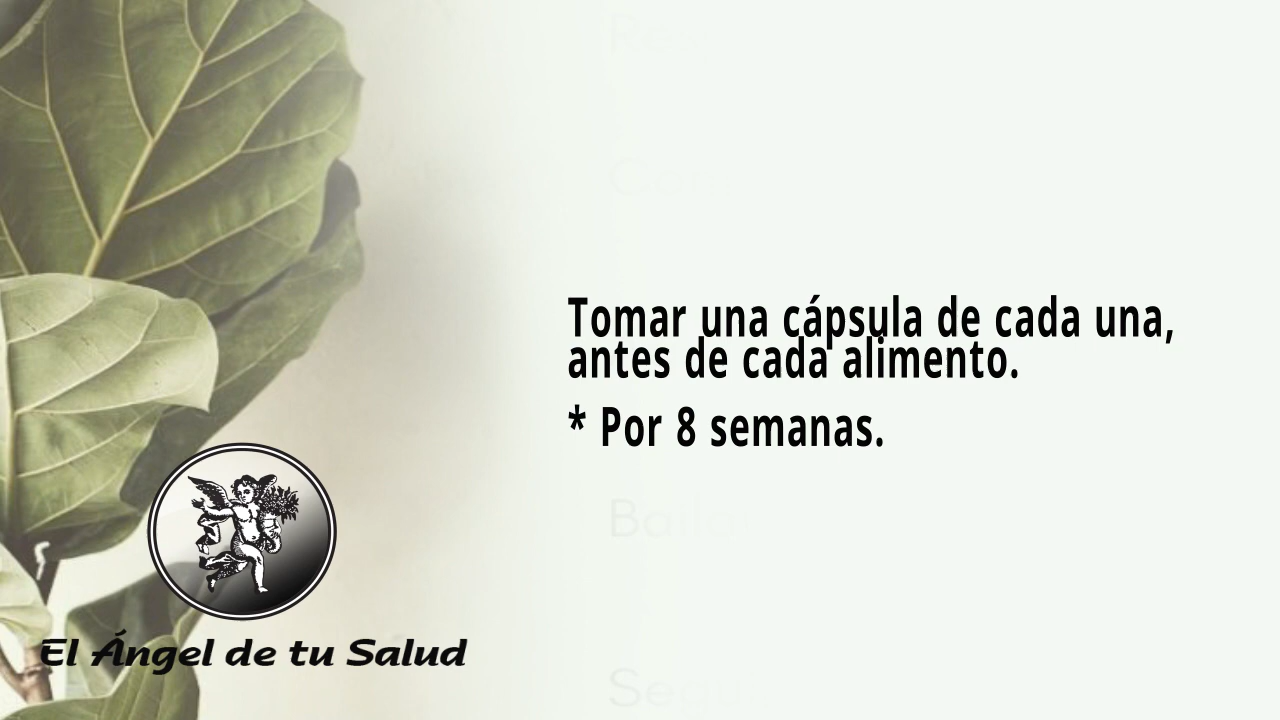 Tomar una cápsula de cada una,
antes de cada alimento.
* Por 8 semanas.
El Ángel de tu Salud